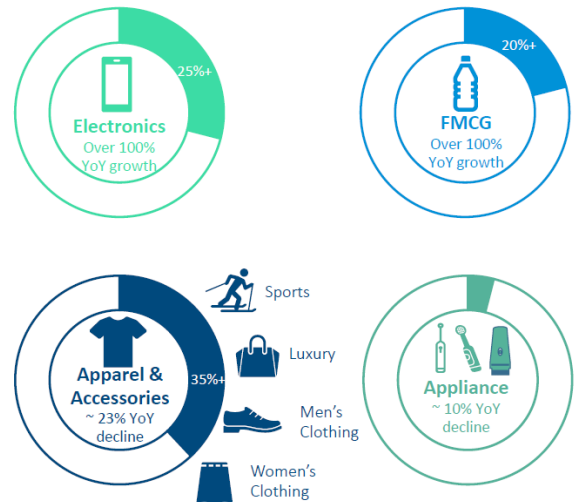 25%+
Electronics
Over 100%
YoY growth
20%+
FMCG
Over 100%
YoY growth
35%+
Apparel &
Accessories
~ 23% YoY
decline
Sports
Luxury
Men's
Clothing
Women's
Clothing
Appliance
~ 10% YoY
decline